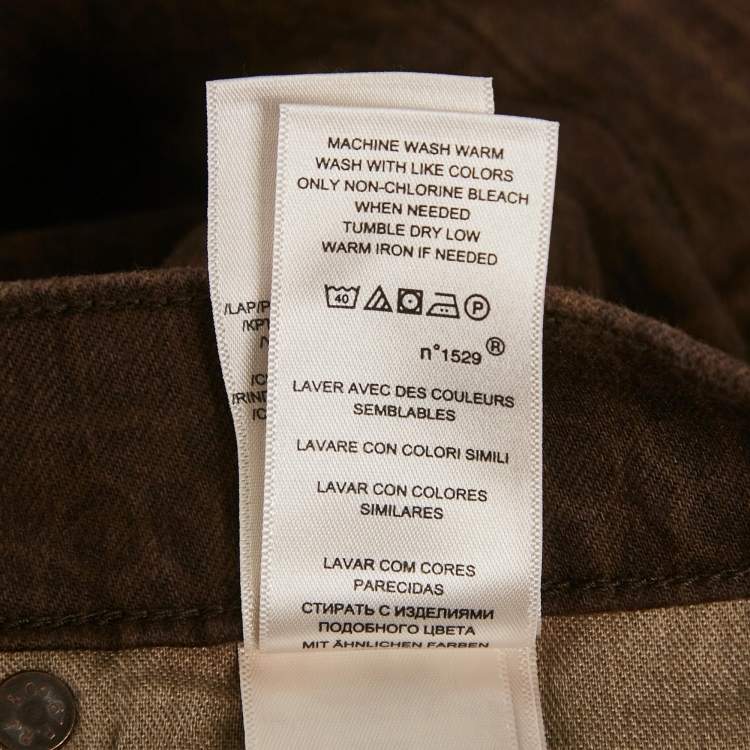 MACHINE WASH WARM
WASH WITH LIKE COLORS
ONLY NON-CHLORINE BLEACH
WHEN NEEDED
TUMBLE DRY LOW
WARM IRON IF NEEDED
40 P
n°1529®
LAVER AVEC DES COULEURS
SEMBLABLES
LAVARE CON COLORI SIMILI
LAVAR CON COLORES
SIMILARES
LAVAR COM CORES
PARECIDAS
СТИРАТЬ С ИЗДЕЛИЯМИ
ПОДОБНОГО ЦВЕТА
MIT ÄHNLICHEN FARBEN